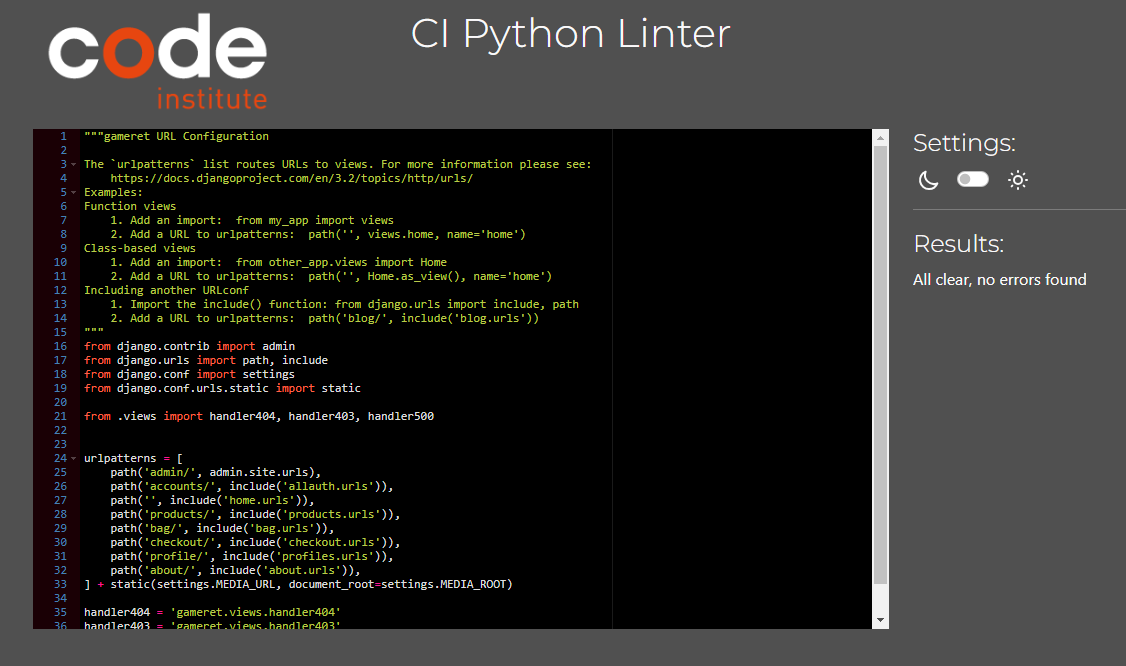 code
institute
CI Python Linter
1 """gameret URL Configuration
2
3 The `urlpatterns` list routes URLs to views. For more information please see:
4     https://docs.djangoproject.com/en/3.2/topics/http/urls/
5 Examples:
6 Function views
7     1. Add an import:  from my_app import views
8     2. Add a URL to urlpatterns:  path('', views.home, name='home')
9 Class-based views
10     1. Add an import:  from other_app.views import Home
11     2. Add a URL to urlpatterns:  path('', Home.as_view(), name='home')
12 Including another URLconf
13     1. Import the include() function: from django.urls import include, path
14     2. Add a URL to urlpatterns:  path('blog/', include('blog.urls'))
15 """
16 from django.contrib import admin
17 from django.urls import path, include
18 from django.conf import settings
19 from django.conf.urls.static import static
20
21 from .views import handler404, handler403, handler500
22
23
24 urlpatterns = [
25     path('admin/', admin.site.urls),
26     path('accounts/', include('allauth.urls')),
27     path('', include('home.urls')),
28     path('products/', include('products.urls')),
29     path('bag/', include('bag.urls')),
30     path('checkout/', include('checkout.urls')),
31     path('profile/', include('profiles.urls')),
32     path('about/', include('about.urls')),
33 ] + static(settings.MEDIA_URL, document_root=settings.MEDIA_ROOT)
34
35 handler404 = 'gameret.views.handler404'
36 handler403 = 'gameret.views.handler403'
Settings:
Results:
All clear, no errors found